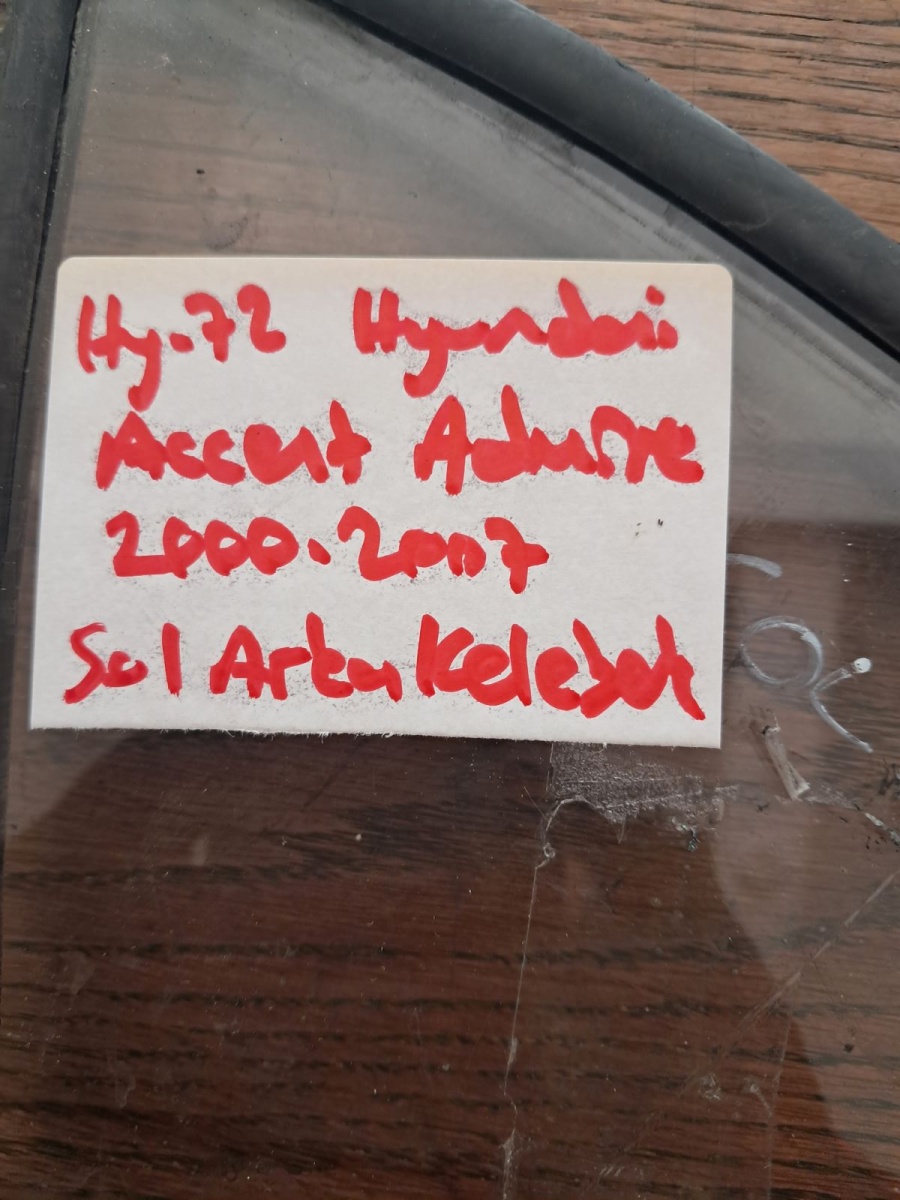 Hy-72 Hyundai
Accent Admire
2000-2007
Sol Arka Kelebek